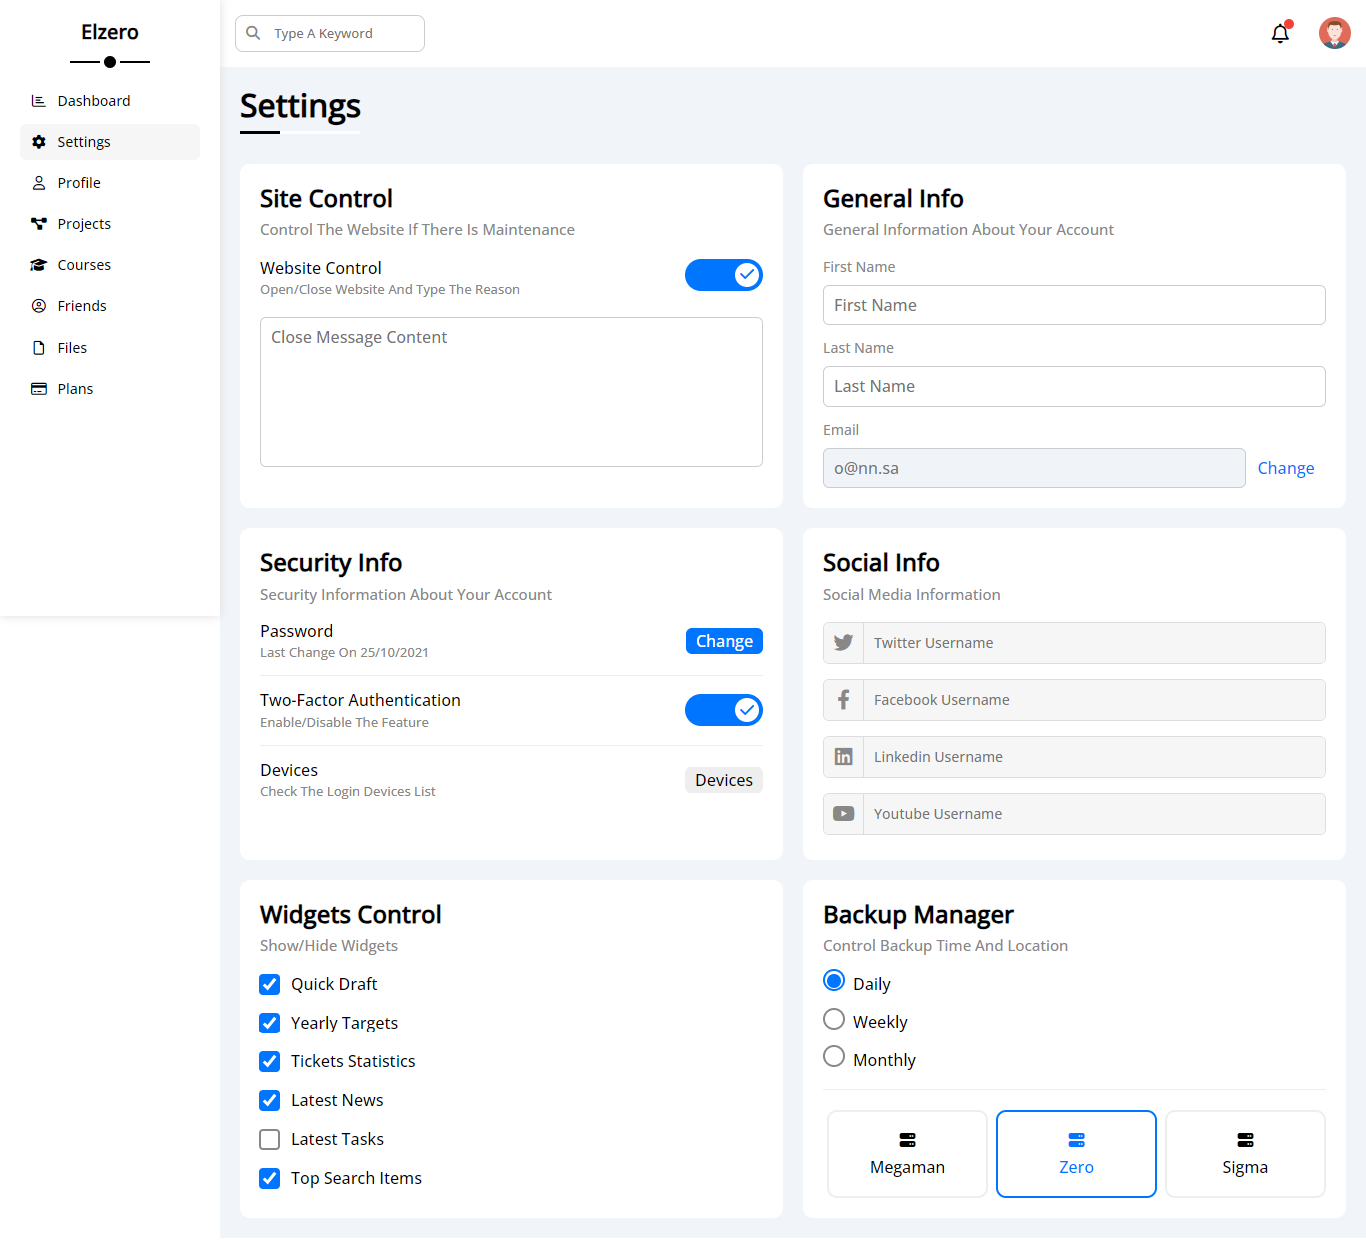 Elzero
Dashboard
Settings
Profile
Projects
Courses
Friends
Files
Plans
Type A Keyword
Settings
Site Control
Control The Website If There Is Maintenance
Website Control
Open/Close Website And Type The Reason
Close Message Content
General Info
General Information About Your Account
First Name
First Name
Last Name
Last Name
Email
o@nn.sa
Change
Security Info
Security Information About Your Account
Password
Last Change On 25/10/2021
Change
Two-Factor Authentication
Enable/Disable The Feature
Devices
Check The Login Devices List
Devices
Social Info
Social Media Information
Twitter Username
Facebook Username
Linkedin Username
Youtube Username
Widgets Control
Show/Hide Widgets
Quick Draft
Yearly Targets
Tickets Statistics
Latest News
Latest Tasks
Top Search Items
Backup Manager
Control Backup Time And Location
Daily
Weekly
Monthly
Megaman
Zero
Sigma